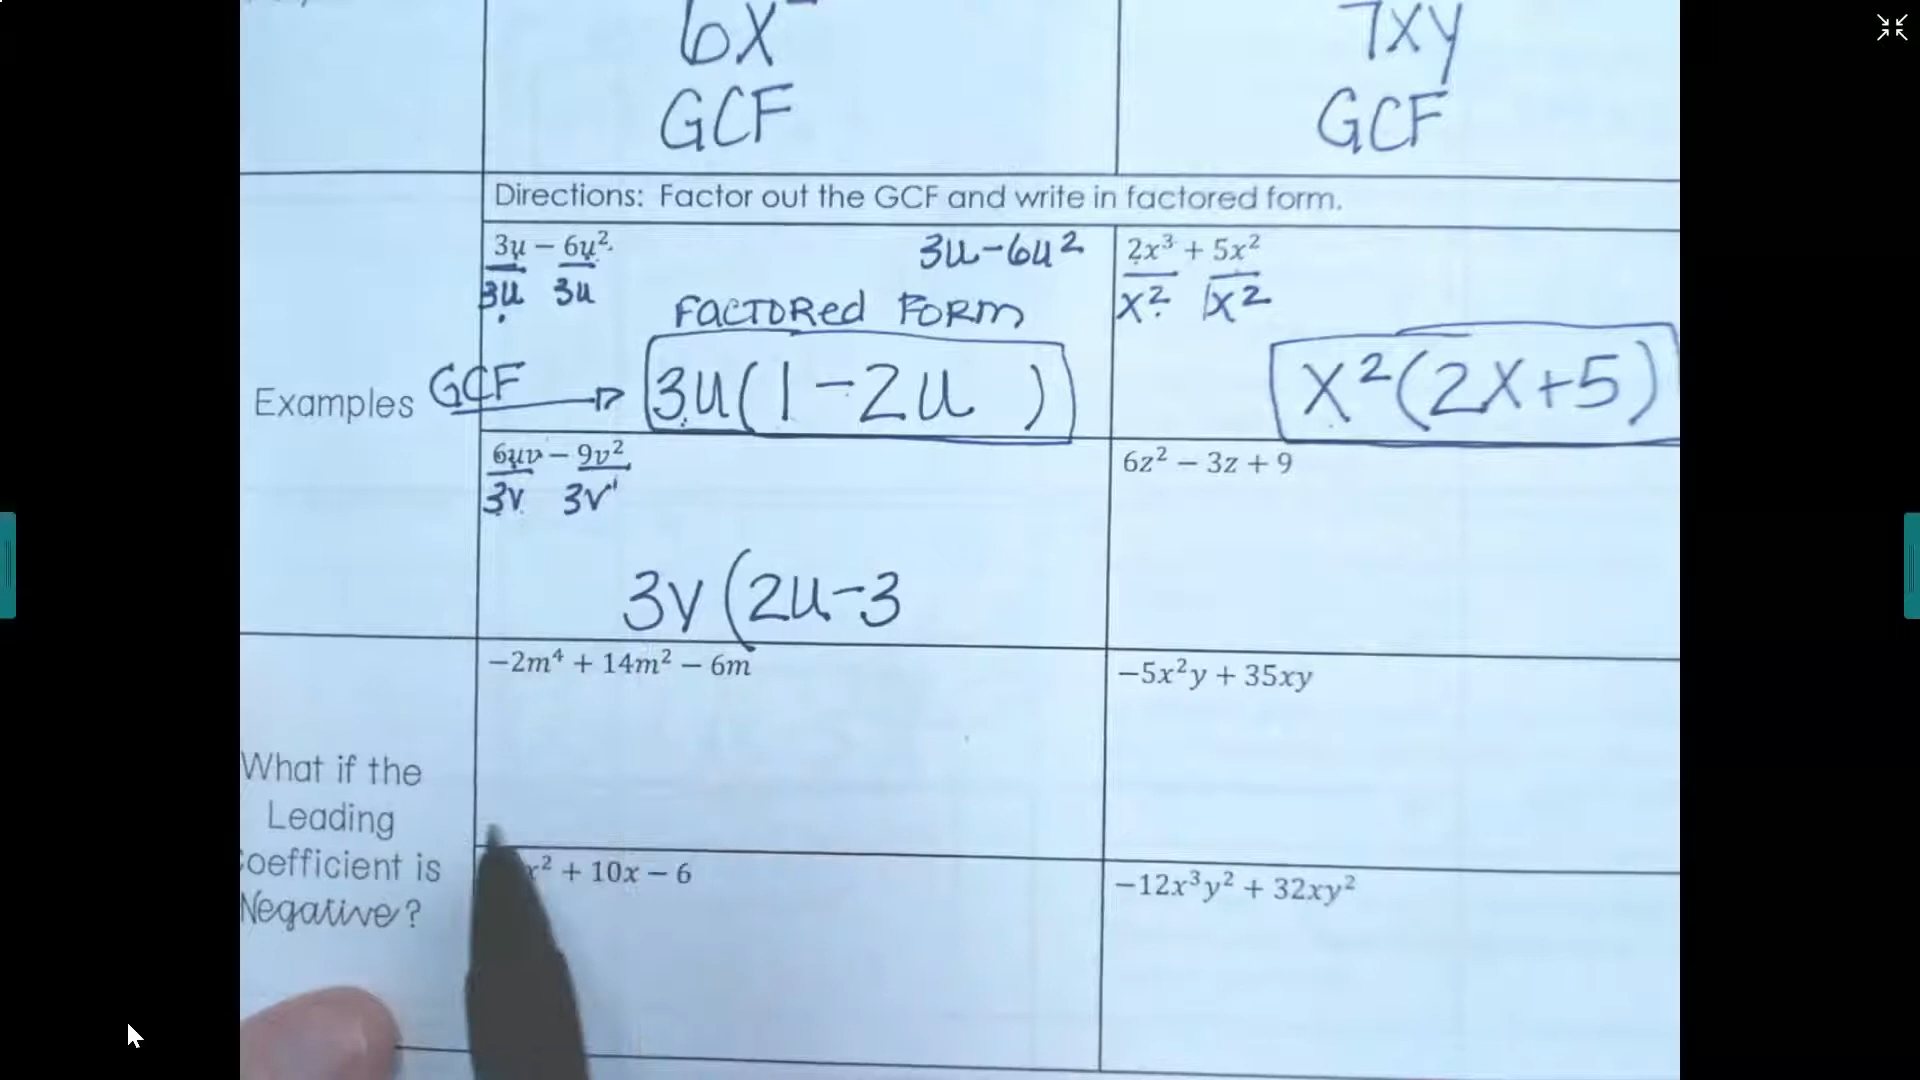 6x
7xy
GCF
GCF
Directions: Factor out the GCF and write in factored form.
3u − 6u²
3u 3u
3u−6u²
FACTORed FORM
GCF
3u(1−2u )
2x³ + 5x²
x² x²
x²(2x+5)
Examples
6uv − 9v²
3v 3v¹
3v(2u−3
6z² − 3z + 9
−2m⁴ + 14m² − 6m
−5x²y + 35xy
What if the
Leading
oefficient is
Negative?
x² + 10x − 6
−12x³y² + 32xy²